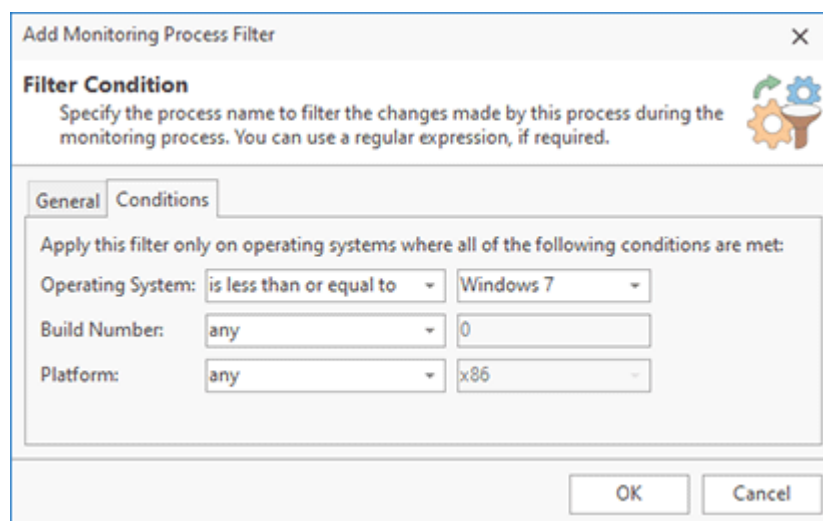 Add Monitoring Process Filter
Filter Condition
Specify the process name to filter the changes made by this process during the
monitoring process. You can use a regular expression, if required.
General Conditions
Apply this filter only on operating systems where all of the following conditions are met:
Operating System: is less than or equal to Windows 7
Build Number: any 0
Platform: any x86
OK Cancel